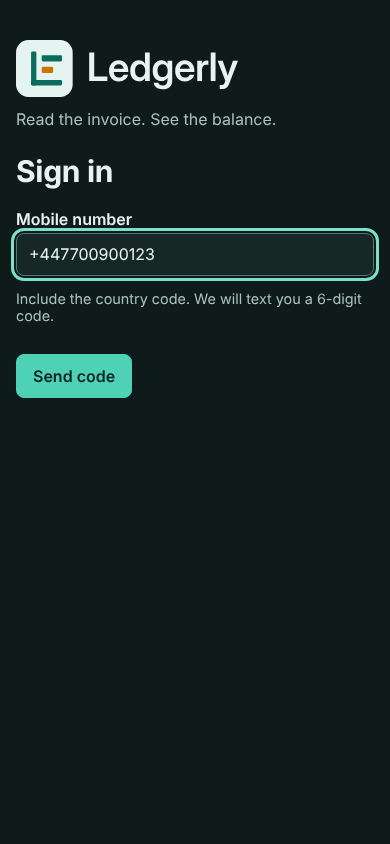 Ledgerly
Read the invoice. See the balance.
Sign in
Mobile number
+447700900123
Include the country code. We will text you a 6-digit
code.
Send code